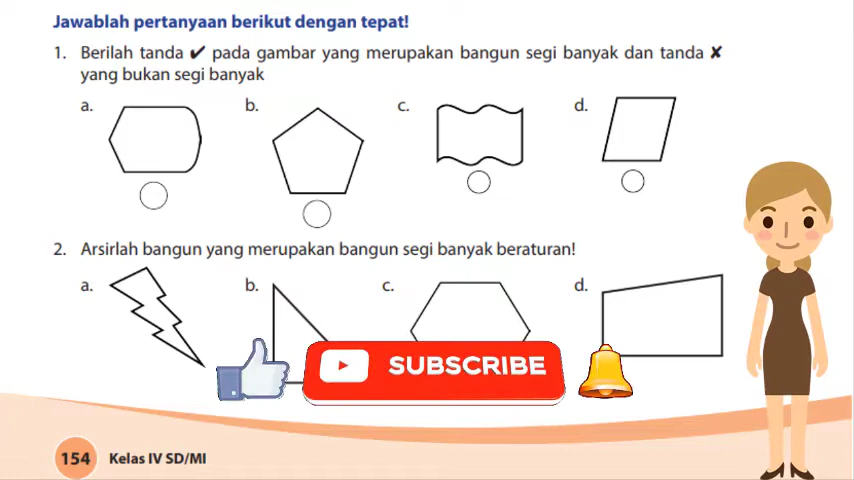 Jawablah pertanyaan berikut dengan tepat!
1. Berilah tanda ✔ pada gambar yang merupakan bangun segi banyak dan tanda ✘
yang bukan segi banyak
a. b. c. d.
2. Arsirlah bangun yang merupakan bangun segi banyak beraturan!
a. b. c. d.
SUBSCRIBE
154 Kelas IV SD/MI